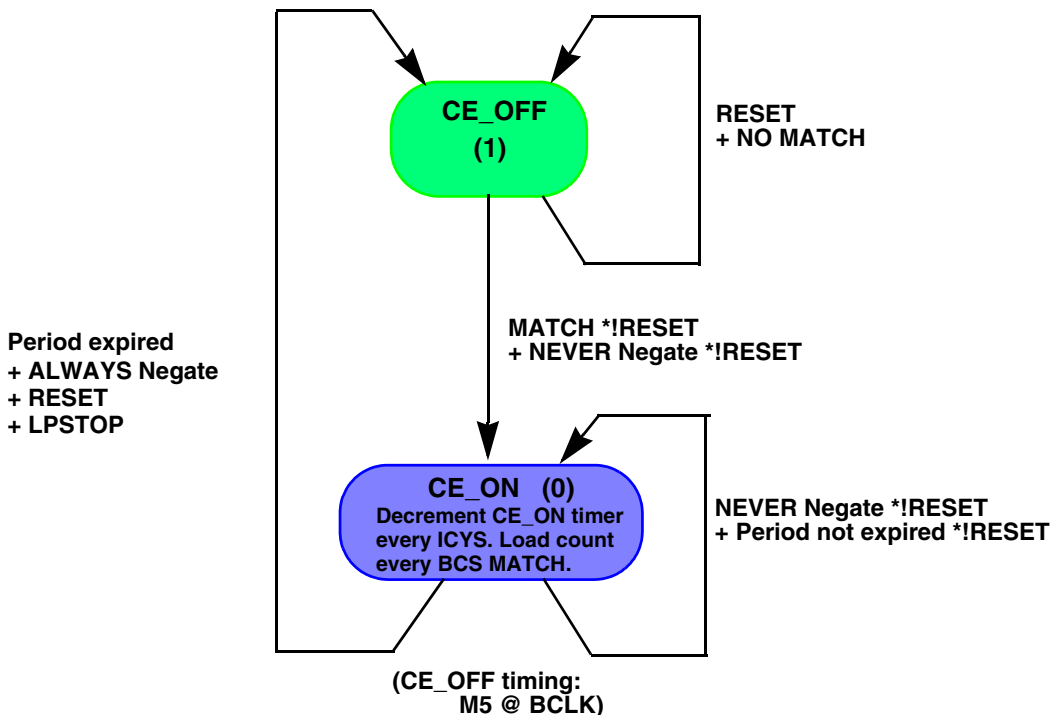 CE_OFF
(1)
RESET
+ NO MATCH
MATCH *!RESET
+ NEVER Negate *!RESET
Period expired
+ ALWAYS Negate
+ RESET
+ LPSTOP
CE_ON (0)
Decrement CE_ON timer
every ICYS. Load count
every BCS MATCH.
NEVER Negate *!RESET
+ Period not expired *!RESET
(CE_OFF timing:
M5 @ BCLK)